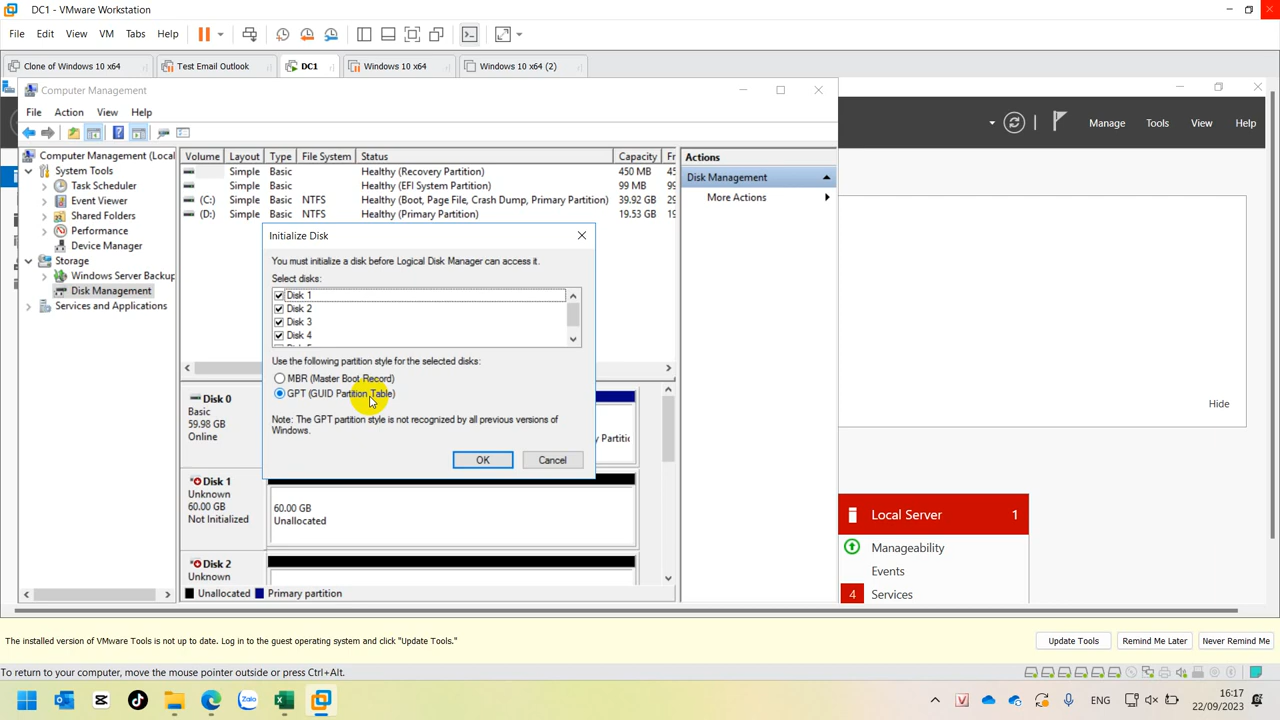 DC1 - VMware Workstation
File Edit View VM Tabs Help
Clone of Windows 10 x64 Test Email Outlook DC1 Windows 10 x64 Windows 10 x64 (2)
Computer Management
File Action View Help
Manage Tools View Help
Computer Management (Local
System Tools
Task Scheduler
Event Viewer
Shared Folders
Performance
Device Manager
Storage
Windows Server Backup
Disk Management
Services and Applications
Volume Layout Type File System Status Capacity Fr
Simple Basic Healthy (Recovery Partition) 450 MB 45
Simple Basic Healthy (EFI System Partition) 99 MB 99
(C:) Simple Basic NTFS Healthy (Boot, Page File, Crash Dump, Primary Partition) 39.92 GB 29
(D:) Simple Basic NTFS Healthy (Primary Partition) 19.53 GB 19
Actions
Disk Management
More Actions
Initialize Disk
You must initialize a disk before Logical Disk Manager can access it.
Select disks:
Disk 1
Disk 2
Disk 3
Disk 4
Use the following partition style for the selected disks:
MBR (Master Boot Record)
GPT (GUID Partition Table)
Note: The GPT partition style is not recognized by all previous versions of
Windows.
OK Cancel
Disk 0
Basic
59.98 GB
Online
y Partitic
Disk 1
Unknown
60.00 GB
Not Initialized
60.00 GB
Unallocated
Disk 2
Unknown
Unallocated Primary partition
Hide
Local Server 1
Manageability
Events
4 Services
The installed version of VMware Tools is not up to date. Log in to the guest operating system and click "Update Tools."
Update Tools Remind Me Later Never Remind Me
To return to your computer, move the mouse pointer outside or press Ctrl+Alt.
Zalo
ENG
16:17
22/09/2023